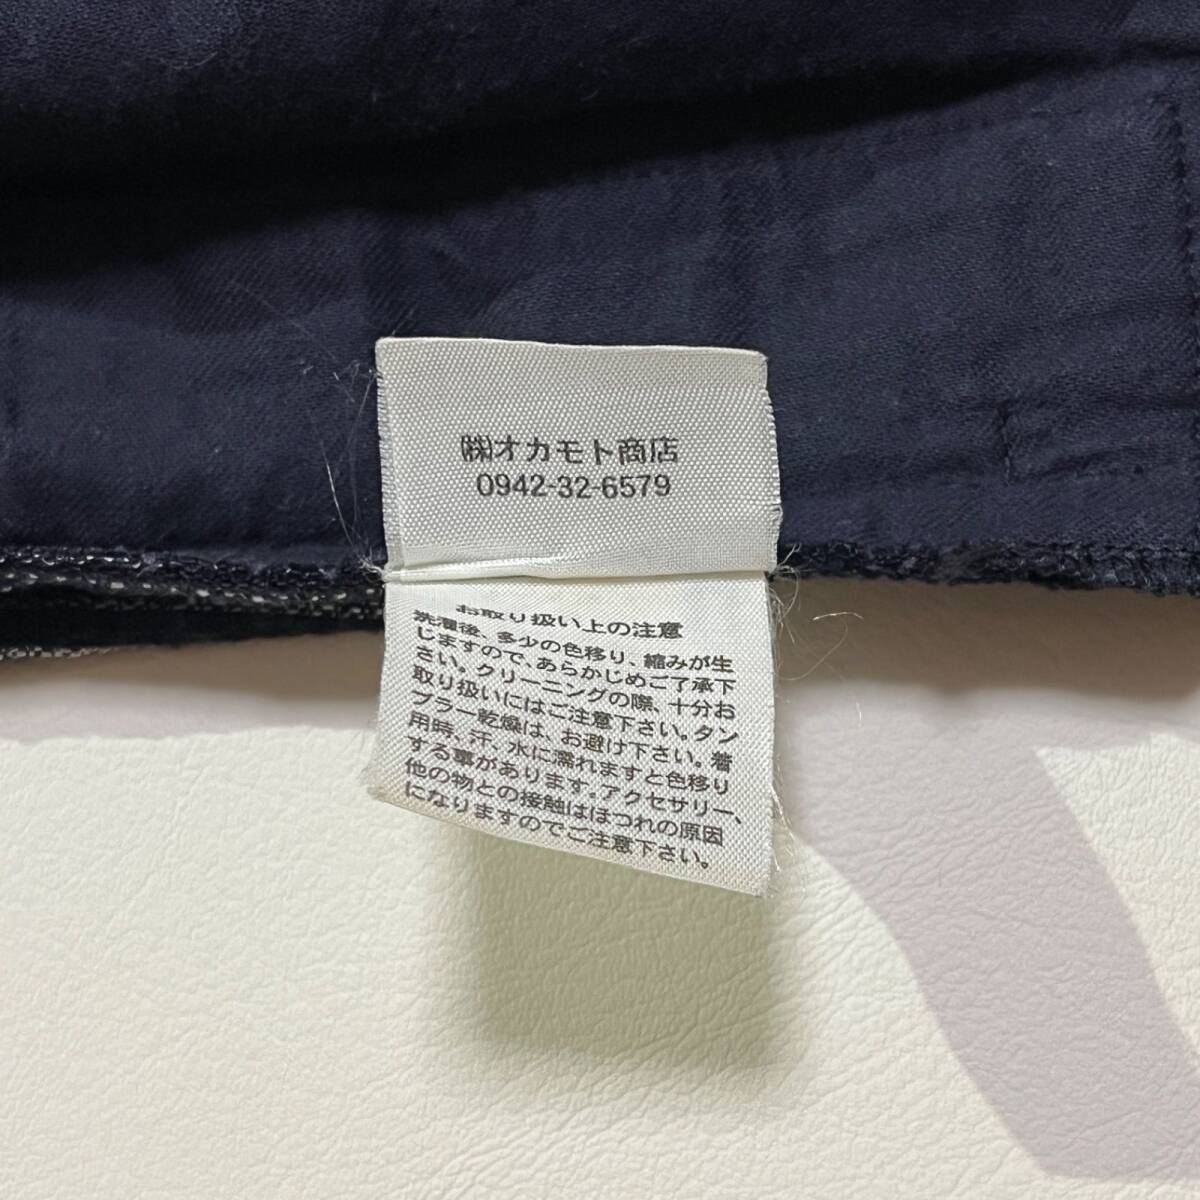 ㈱オカモト商店
0942-32-6579
お取り扱い上の注意
洗濯後、多少の色移り、縮みが生
じますので、あらかじめご了承下
さい。クリーニングの際、十分お
取り扱いにはご注意下さい。タン
ブラー乾燥は、お避け下さい。着
用時、汗、水に濡れますと色移り
する事があります。アクセサリー、
他の物との接触はほつれの原因
になりますのでご注意下さい。